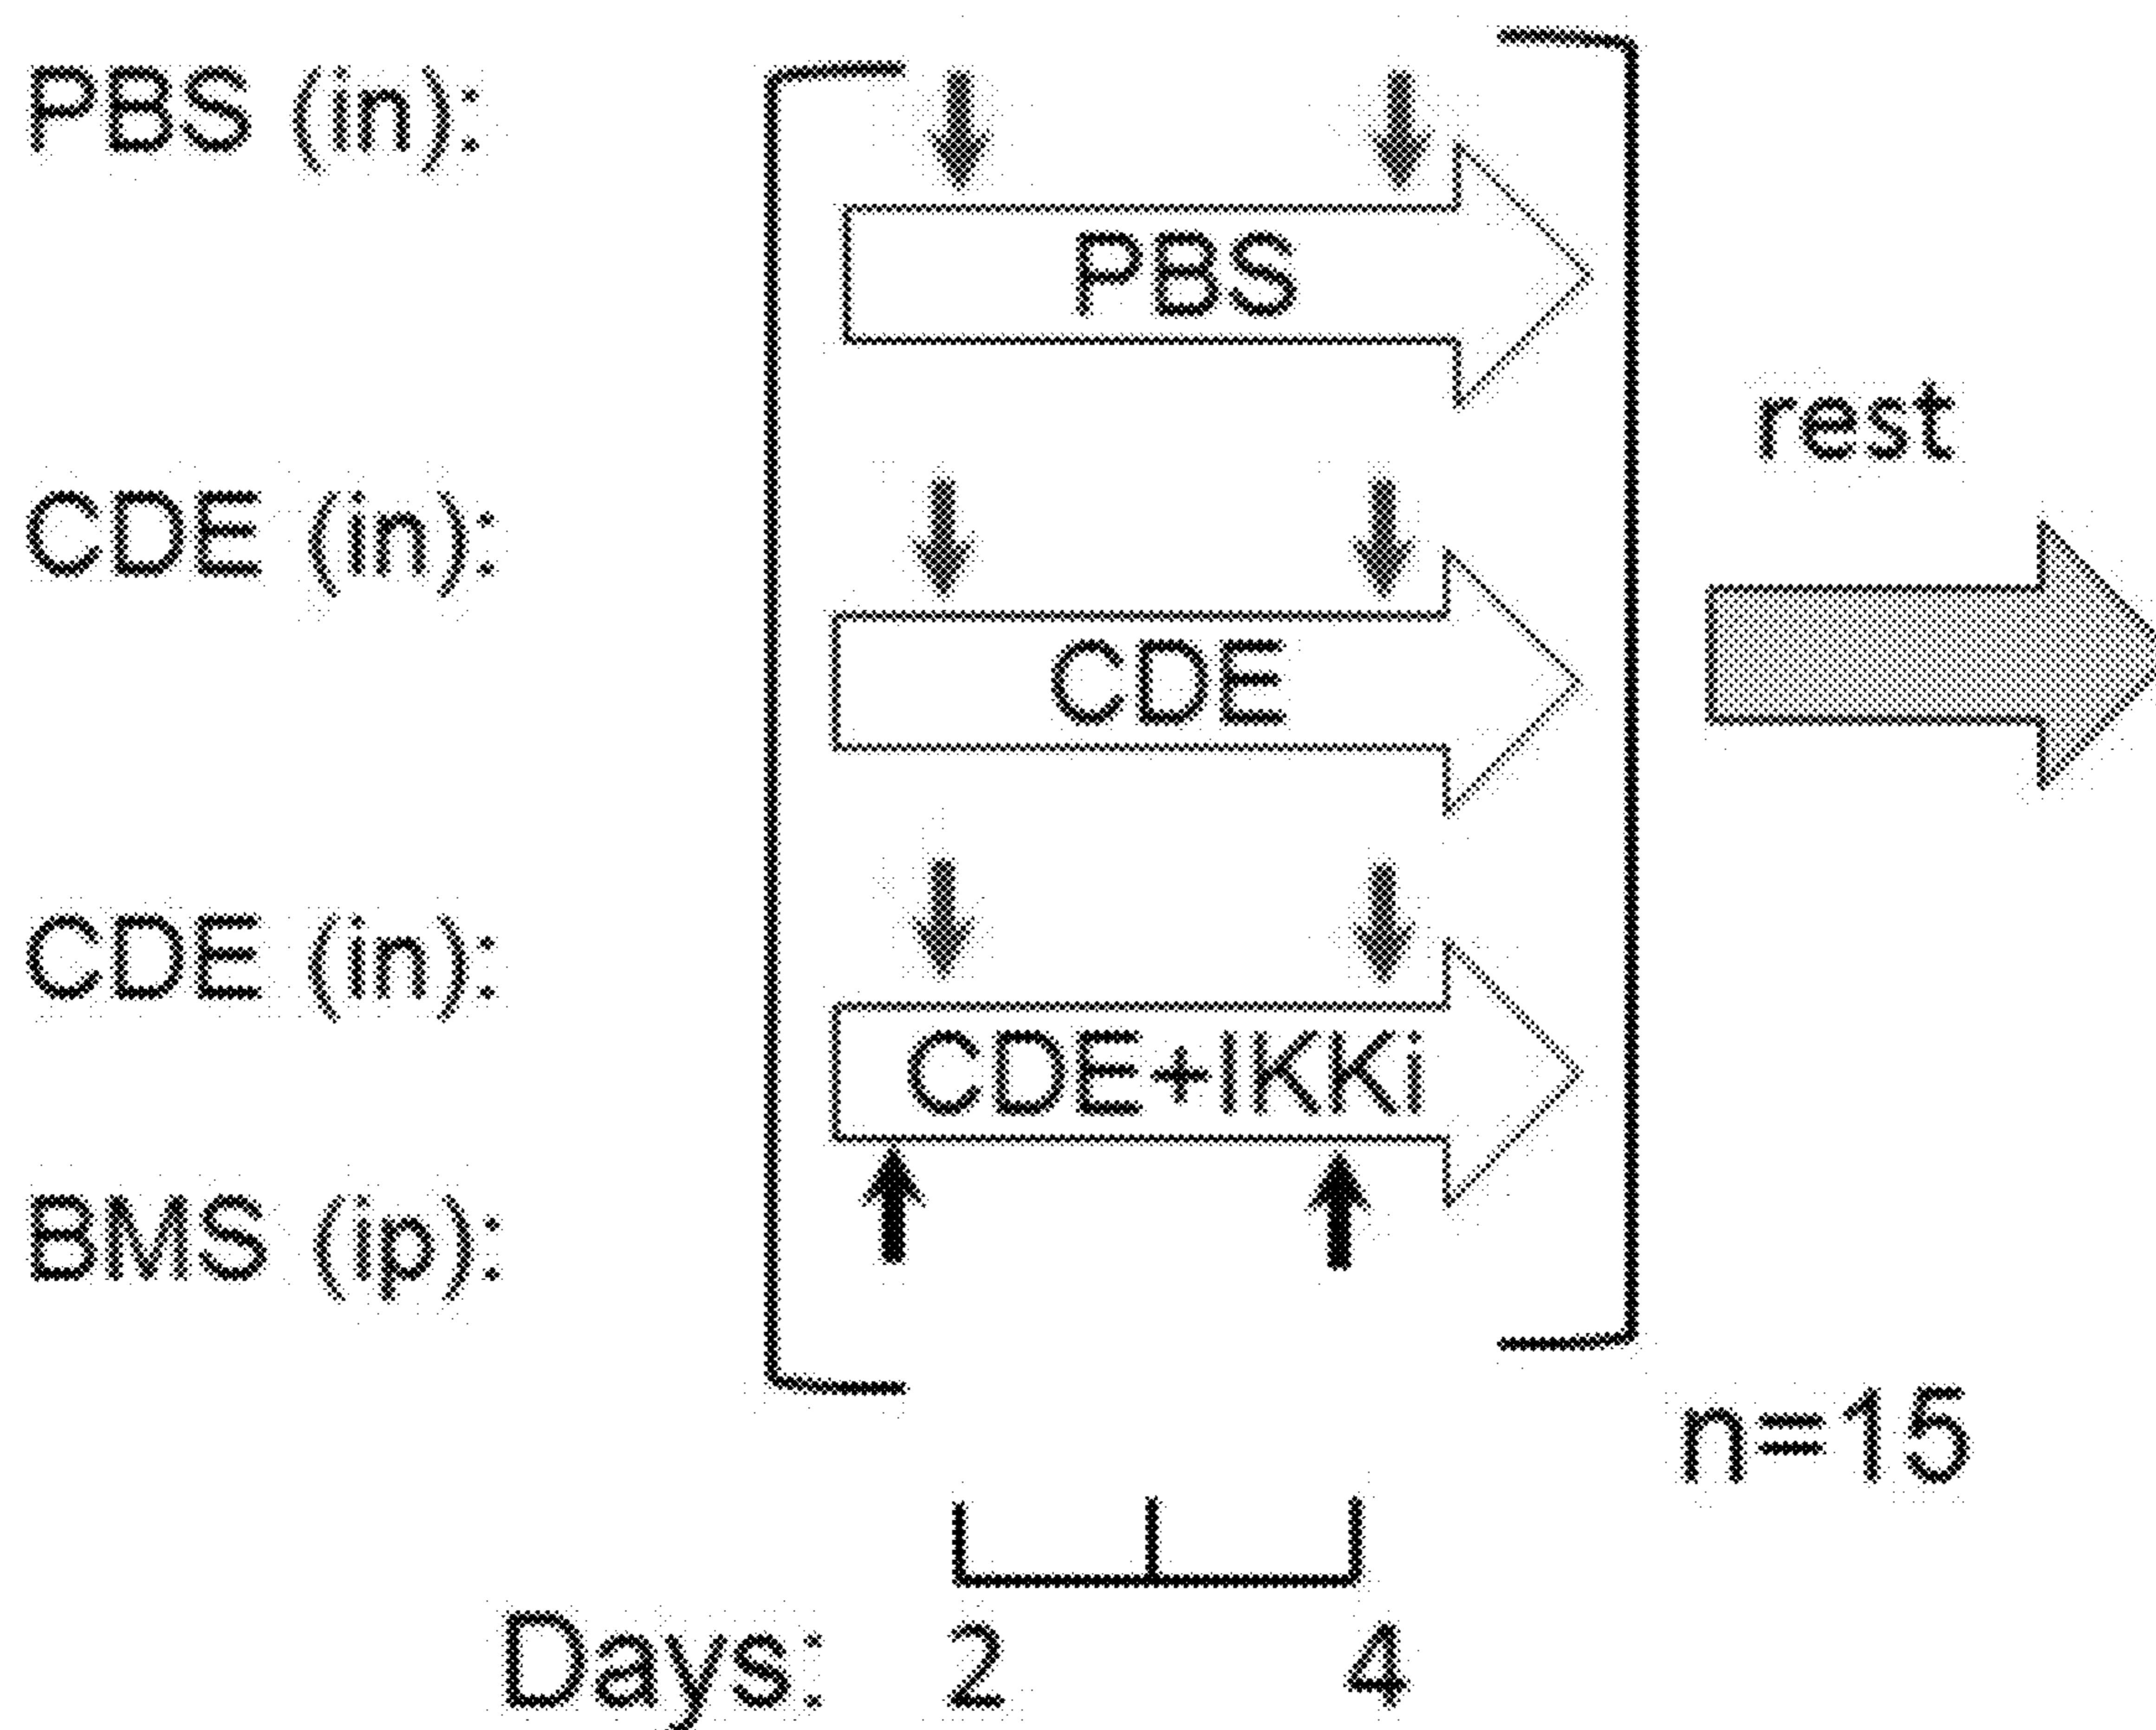 PBS (in):
PBS
rest
CDE (in):
CDE
CDE (in):
CDE+IKKi
BMS (ip):
n=15
Days: 2 4